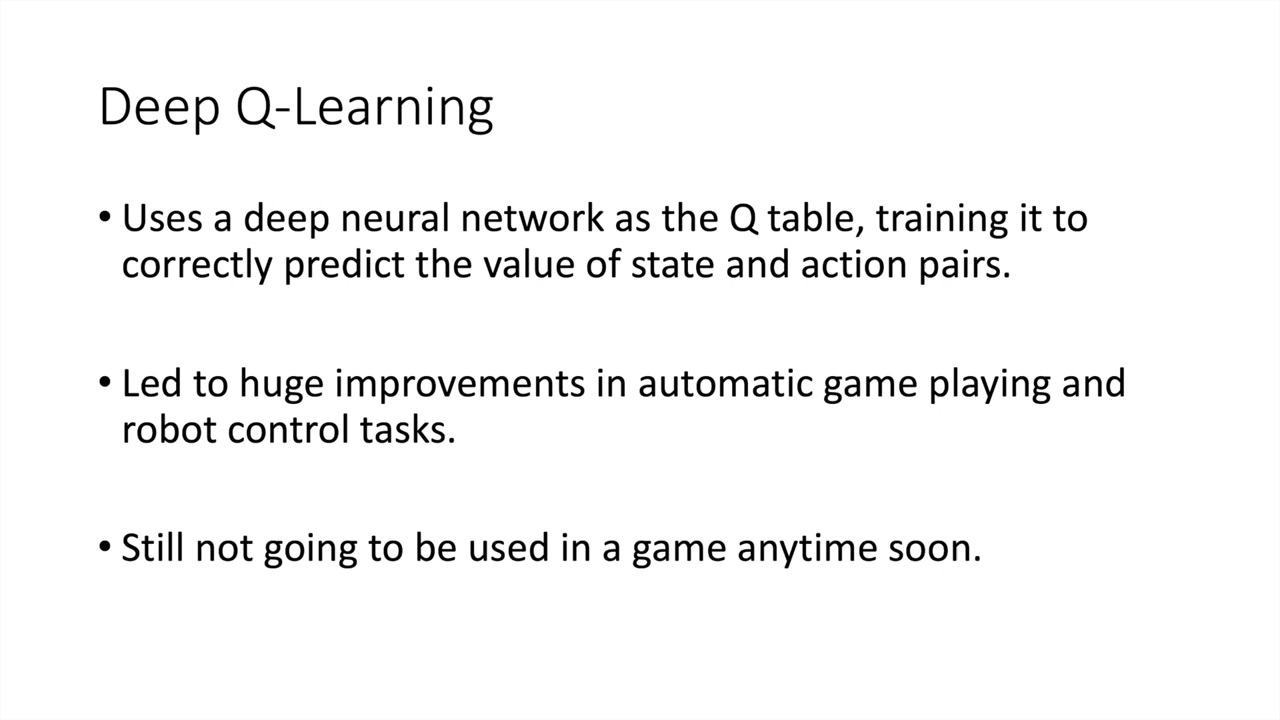 Deep Q-Learning
• Uses a deep neural network as the Q table, training it to
correctly predict the value of state and action pairs.
• Led to huge improvements in automatic game playing and
robot control tasks.
• Still not going to be used in a game anytime soon.